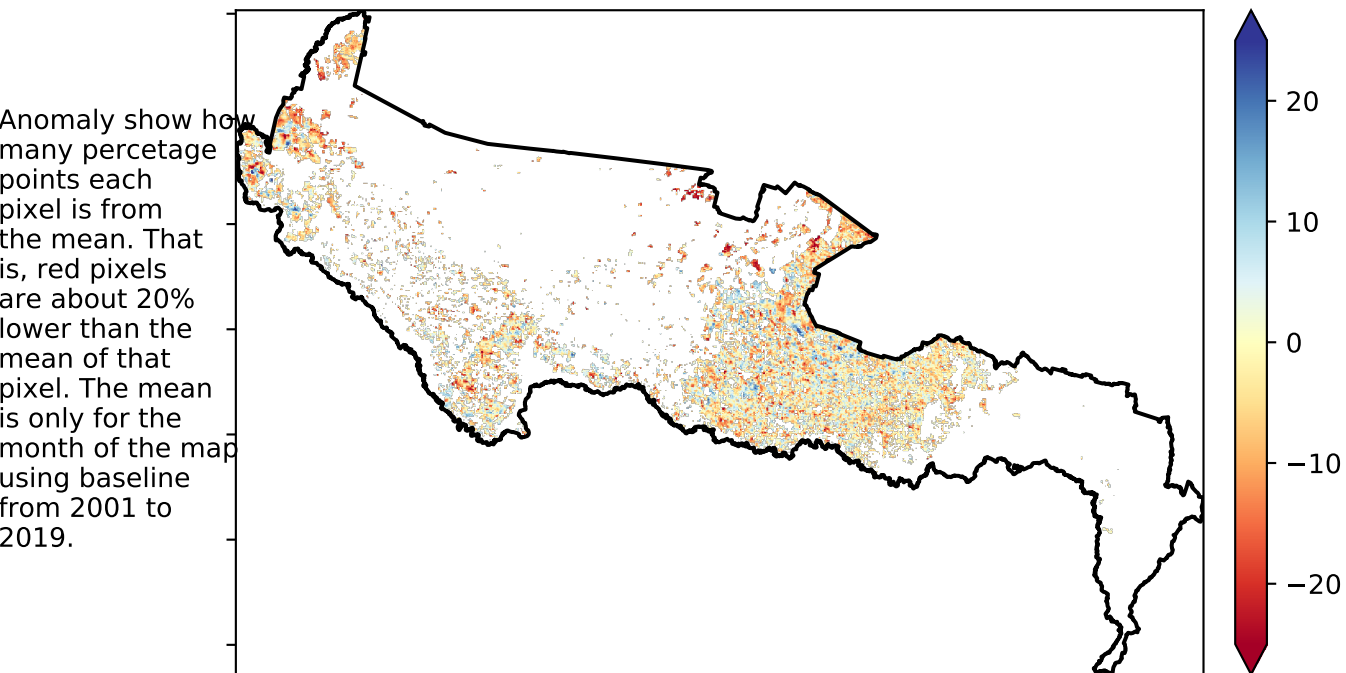 Anomaly show how
many percetage
points each
pixel is from
the mean. That
is, red pixels
are about 20%
lower than the
mean of that
pixel. The mean
is only for the
month of the map
using baseline
from 2001 to
2019.
20
10
0
−10
−20